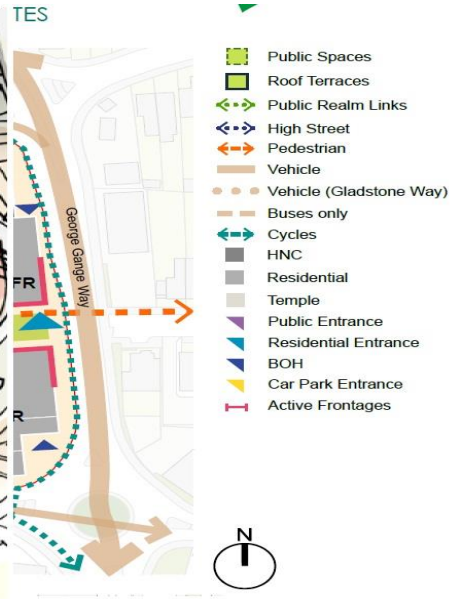 TES
Public Spaces
Roof Terraces
Public Realm Links
High Street
Pedestrian
Vehicle
Vehicle (Gladstone Way)
Buses only
Cycles
HNC
Residential
Temple
Public Entrance
Residential Entrance
BOH
Car Park Entrance
Active Frontages
George Gange Way
FR
R
N